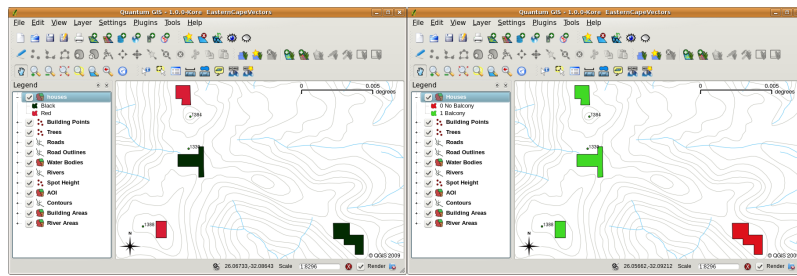 Quantum GIS - 1.0.0-Kore_ EasternCapeVectors
File Edit View Layer Settings Plugins Tools Help
Legend
Houses
Black
Red
Building Points
Trees
Roads
Road Outlines
Water Bodies
Rivers
Spot Height
AOI
Contours
Building Areas
River Areas
0 0.005
degrees
1394
1398
N
© QGIS 2009
26.06733,-32.08643 Scale 1:8296 Render
Quantum GIS - 1.0.0-Kore_ EasternCapeVectors
File Edit View Layer Settings Plugins Tools Help
Legend
Houses
0 No Balcony
1 Balcony
Building Points
Trees
Roads
Road Outlines
Water Bodies
Rivers
Spot Height
AOI
Contours
Building Areas
River Areas
0 0.005
degrees
1394
1398
N
© QGIS 2009
26.05662,-32.09212 Scale 1:8296 Render